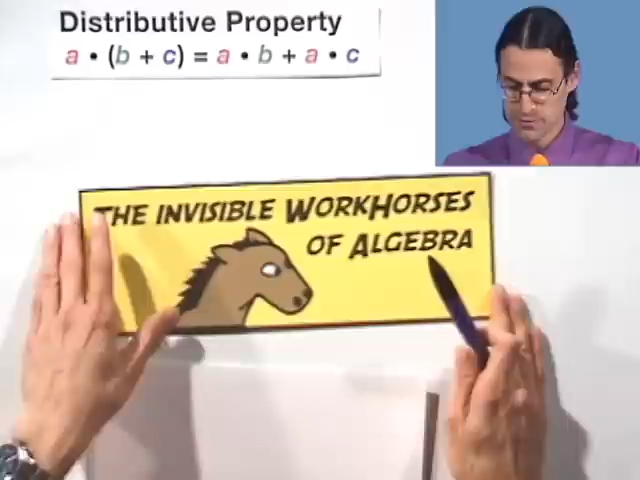 Distributive Property
a • (b + c) = a • b + a • c
THE INVISIBLE WORKHORSES
OF ALGEBRA